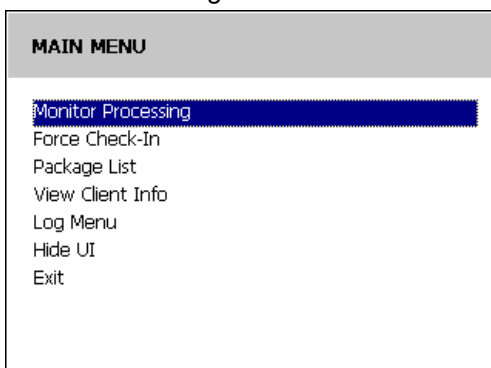 MAIN MENU
Monitor Processing
Force Check-In
Package List
View Client Info
Log Menu
Hide UI
Exit